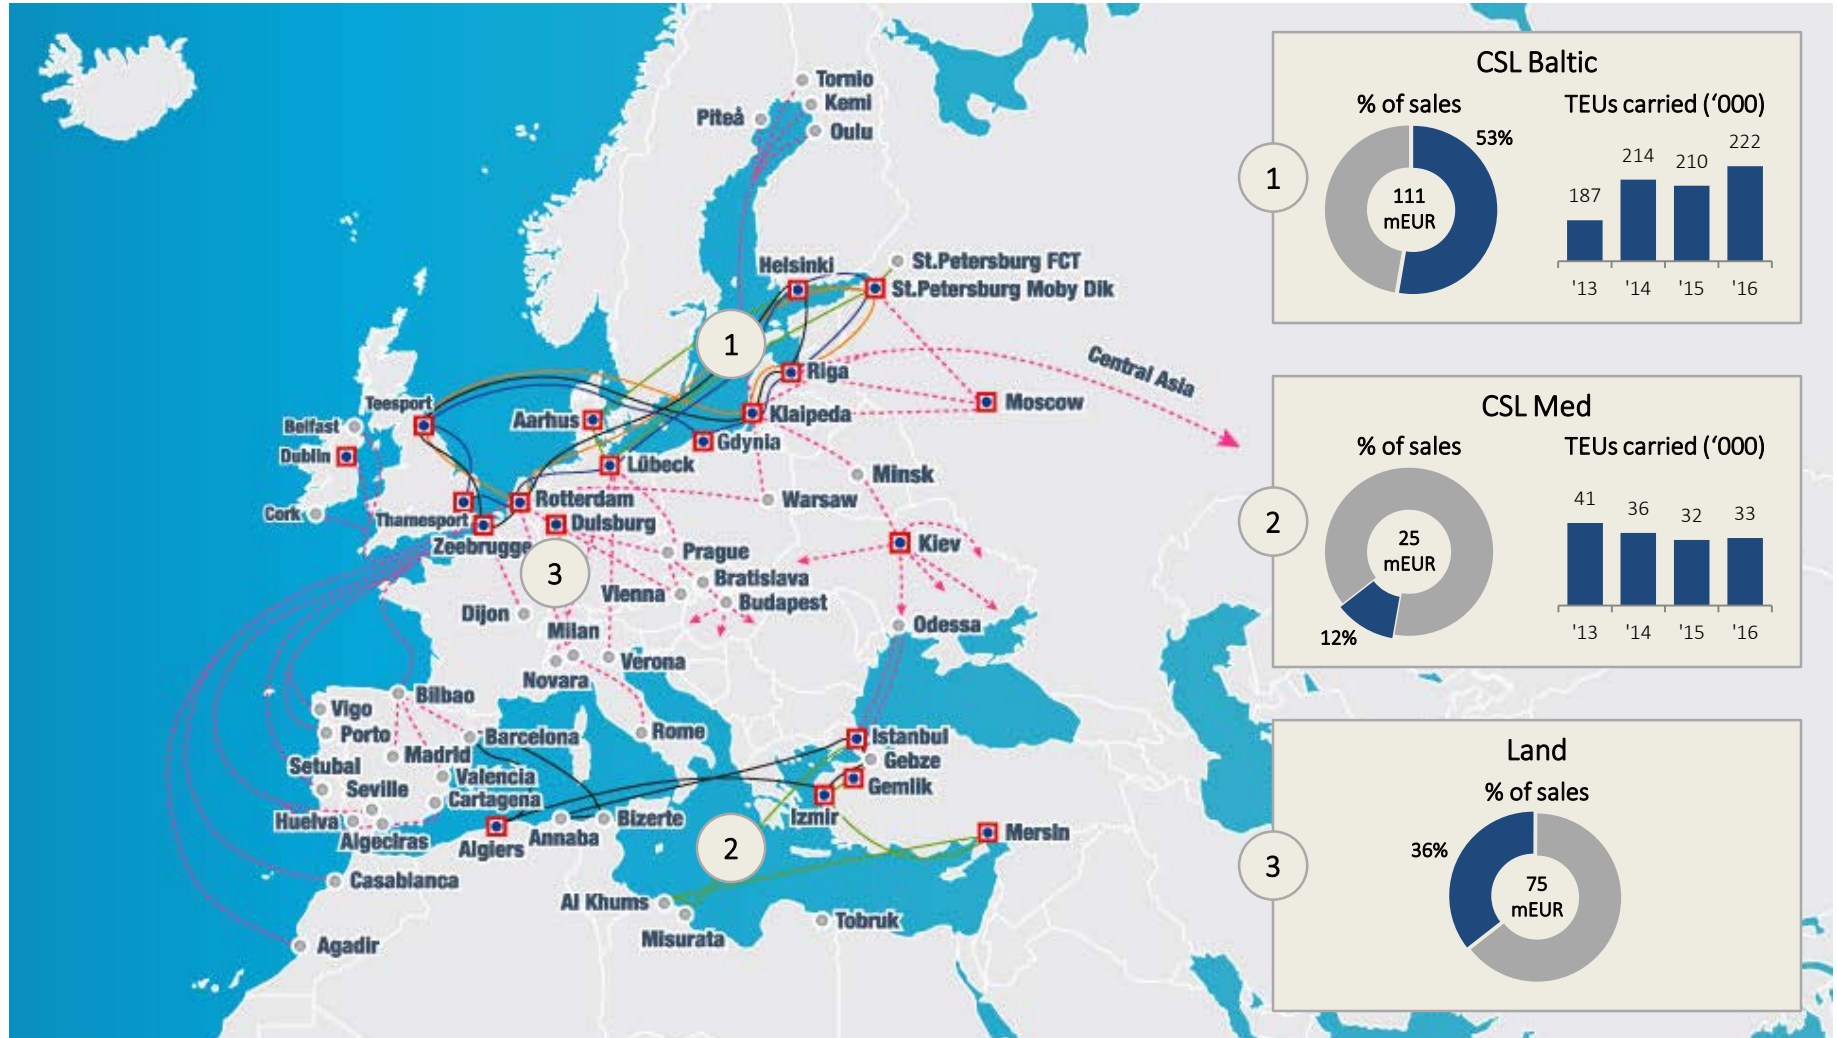 Tornio
Kemi
Piteå
Oulu
St.Petersburg FCT
Helsinki
St.Petersburg Moby Dik
1
Riga
Central Asia
Moscow
Teesport
Klaipeda
Aarhus
Belfast
Gdynia
Dublin
Lübeck
Minsk
Rotterdam
Warsaw
Cork
Thamesport
Duisburg
Zeebrugge
Kiev
Prague
3
Bratislava
Vienna
Budapest
Dijon
Odessa
Milan
Verona
Novara
Bilbao
Vigo
Porto
Barcelona
Rome
Istanbul
Madrid
Gebze
Setubal
Valencia
Gemlik
Seville
Cartagena
Huelva
Izmir
Bizerte
Algeciras
Algiers
Annaba
Mersin
2
Casablanca
Al Khums
Tobruk
Misurata
Agadir
1
CSL Baltic
% of sales
53%
111
mEUR
TEUs carried (‘000)
187 214 210 222
'13 '14 '15 '16
2
CSL Med
% of sales
25
mEUR
12%
TEUs carried (‘000)
41 36 32 33
'13 '14 '15 '16
3
Land
% of sales
36%
75
mEUR